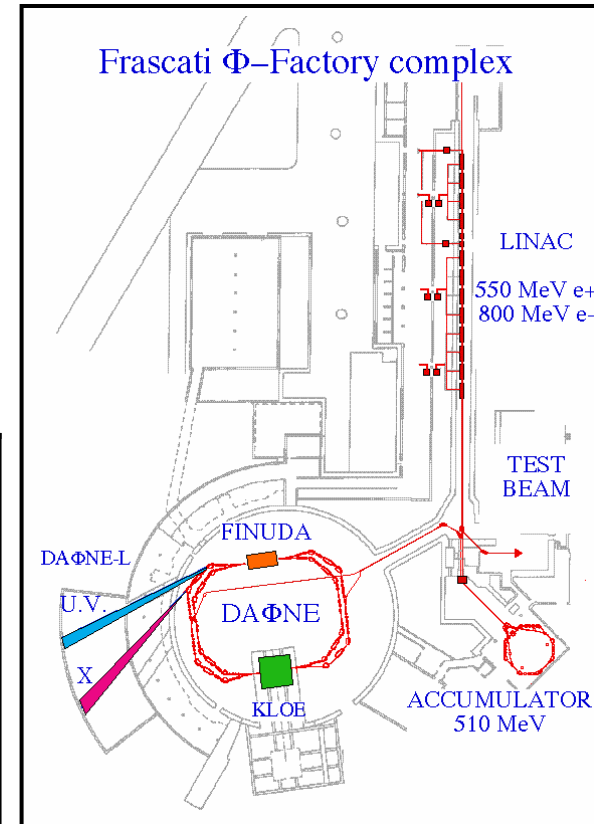 Frascati Φ–Factory complex
LINAC
550 MeV e+
800 MeV e-
TEST
BEAM
FINUDA
DAΦNE-L
U.V.
DAΦNE
X
KLOE
ACCUMULATOR
510 MeV